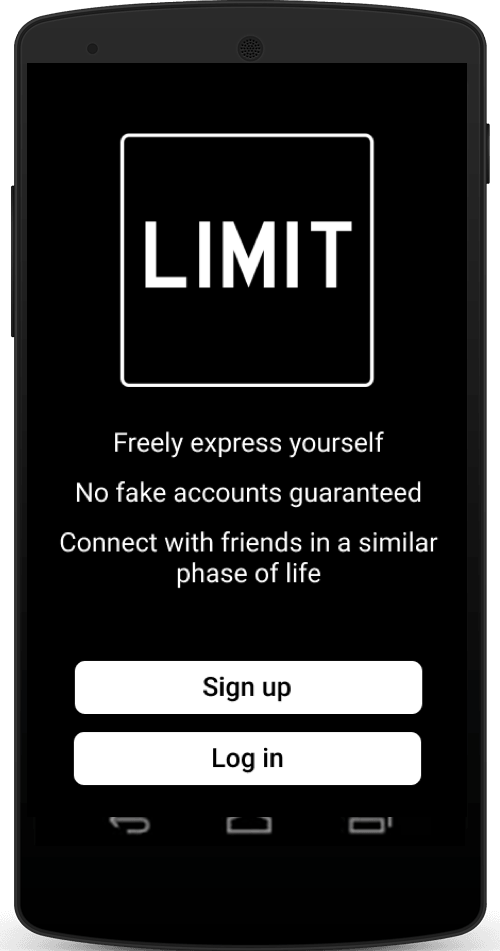 LIMIT
Freely express yourself
No fake accounts guaranteed
Connect with friends in a similar
phase of life
Sign up
Log in